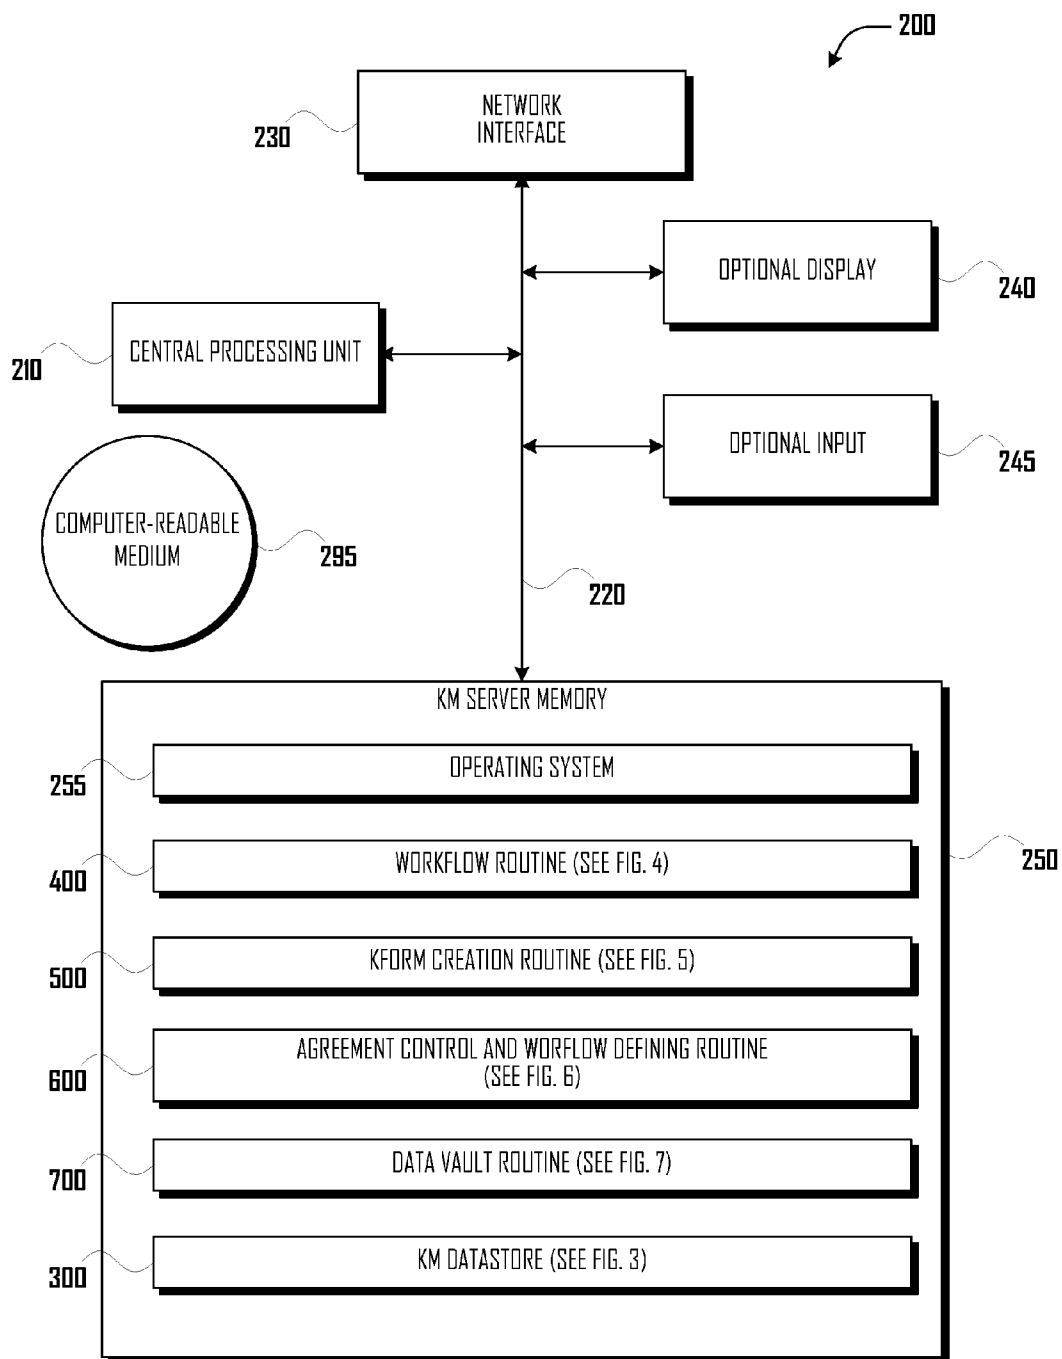 200
NETWORK
INTERFACE
230
OPTIONAL DISPLAY
240
CENTRAL PROCESSING UNIT
210
OPTIONAL INPUT
245
COMPUTER-READABLE
MEDIUM
295
220
KM SERVER MEMORY
OPERATING SYSTEM
255
WORKFLOW ROUTINE (SEE FIG. 4)
250
400
KFORM CREATION ROUTINE (SEE FIG. 5)
500
AGREEMENT CONTROL AND WORFLOW DEFINING ROUTINE
(SEE FIG. 6)
600
DATA VAULT ROUTINE (SEE FIG. 7)
700
KM DATASTORE (SEE FIG. 3)
300